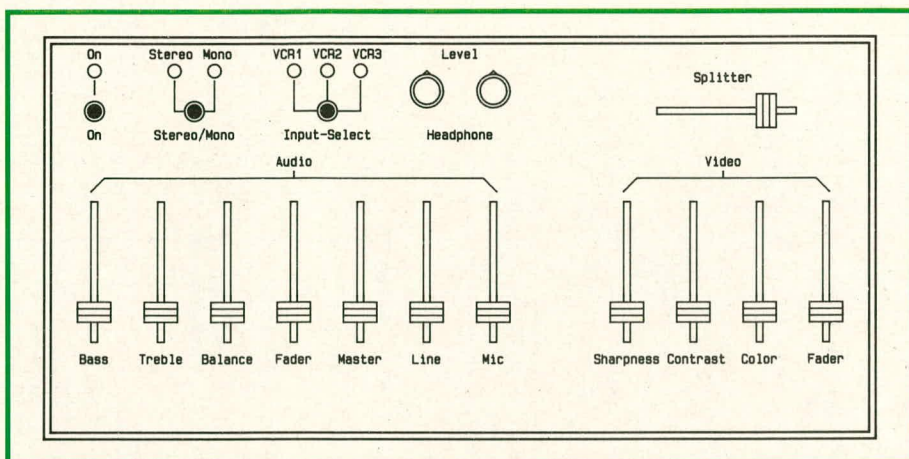 On Stereo Mono VCR1 VCR2 VCR3 Level
Splitter
On Stereo/Mono Input-Select Headphone
Audio Video
Bass Treble Balance Fader Master Line Mic Sharpness Contrast Color Fader